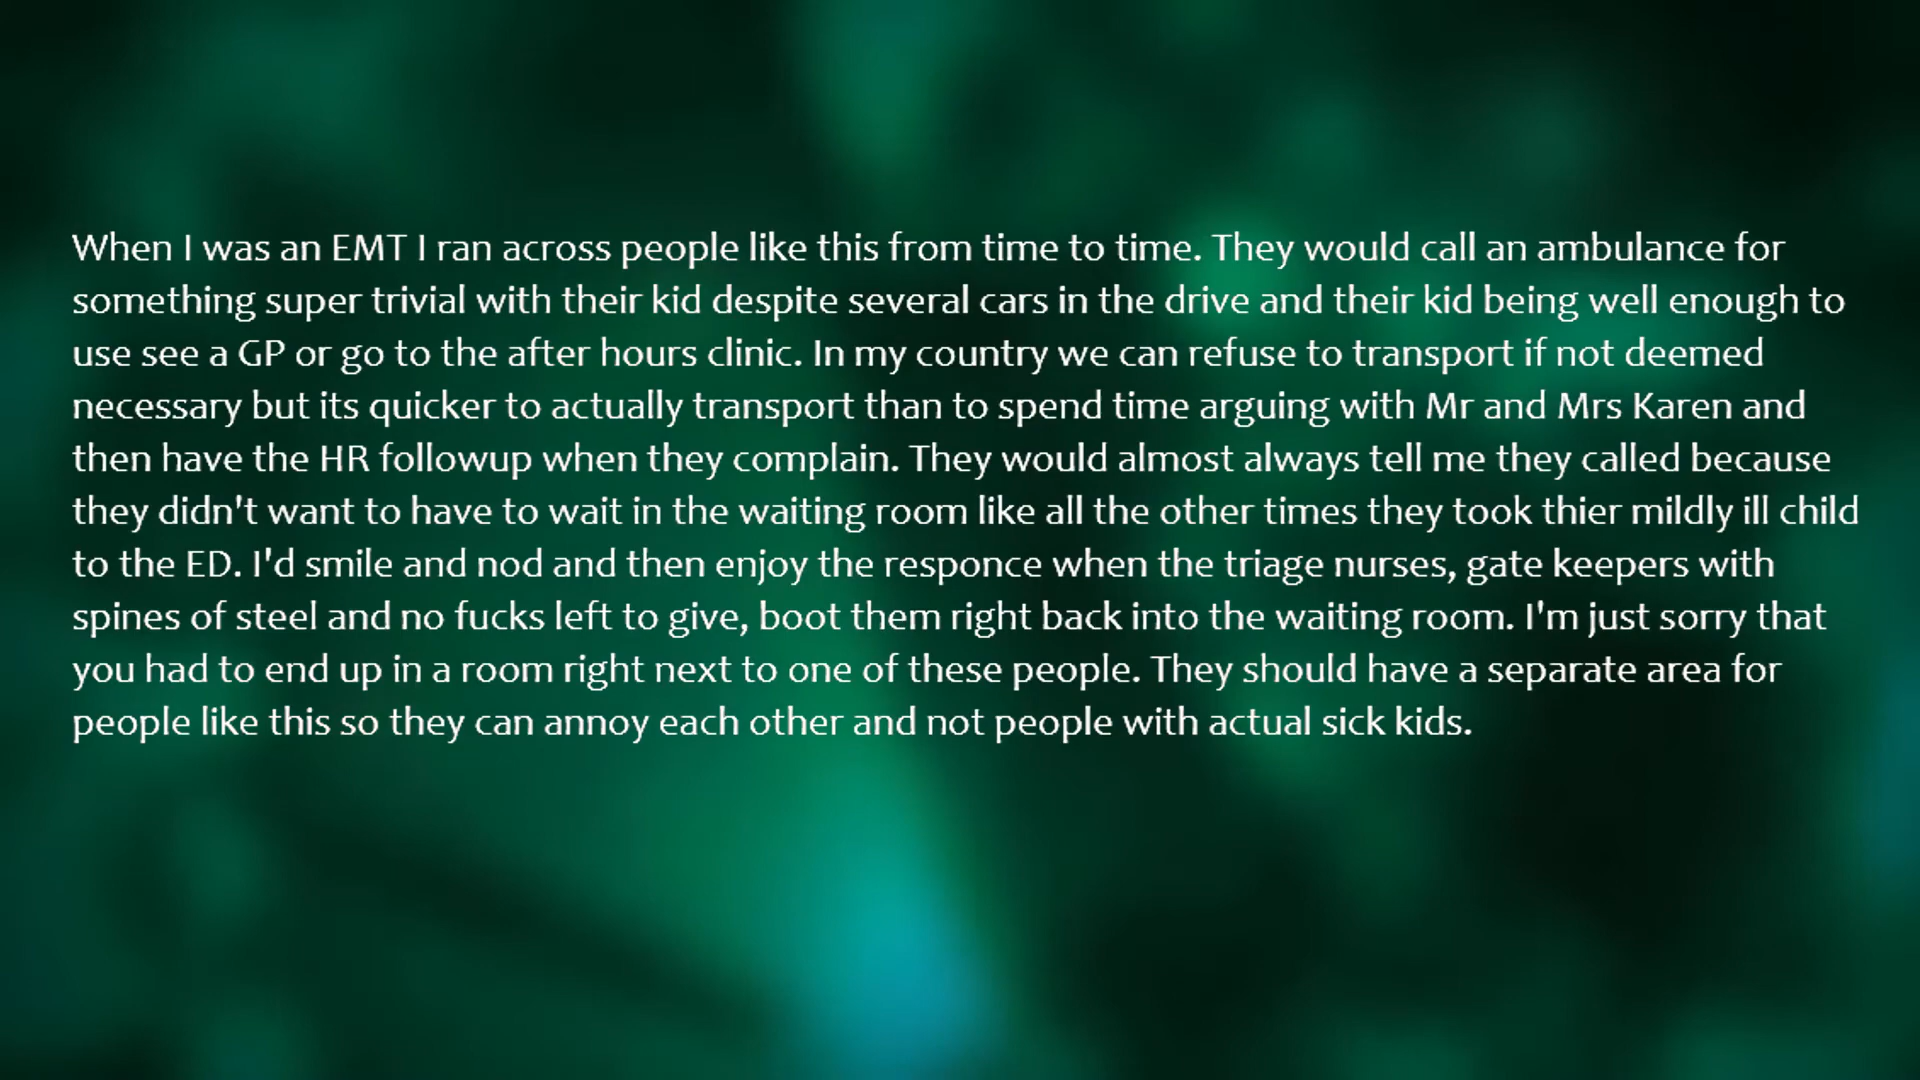 When I was an EMT I ran across people like this from time to time. They would call an ambulance for
something super trivial with their kid despite several cars in the drive and their kid being well enough to
use see a GP or go to the after hours clinic. In my country we can refuse to transport if not deemed
necessary but its quicker to actually transport than to spend time arguing with Mr and Mrs Karen and
then have the HR followup when they complain. They would almost always tell me they called because
they didn't want to have to wait in the waiting room like all the other times they took thier mildly ill child
to the ED. I'd smile and nod and then enjoy the responce when the triage nurses, gate keepers with
spines of steel and no fucks left to give, boot them right back into the waiting room. I'm just sorry that
you had to end up in a room right next to one of these people. They should have a separate area for
people like this so they can annoy each other and not people with actual sick kids.